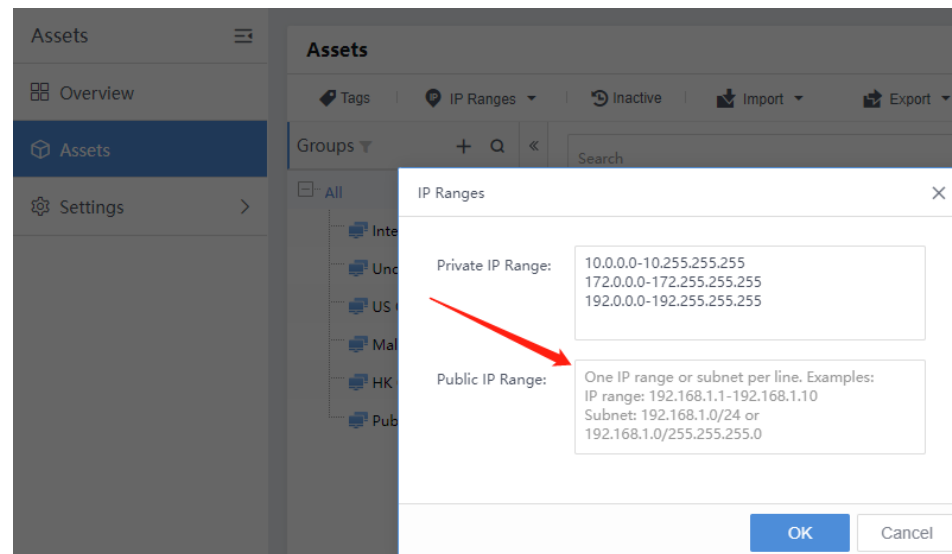 Assets
Overview
Assets
Settings
Assets
Tags
IP Ranges
Inactive
Import
Export
Groups
Search
All
Inte
Und
US
Mal
HK
Pub
IP Ranges
Private IP Range:
10.0.0.0-10.255.255.255
172.0.0.0-172.255.255.255
192.0.0.0-192.255.255.255
Public IP Range:
One IP range or subnet per line. Examples:
IP range: 192.168.1.1-192.168.1.10
Subnet: 192.168.1.0/24 or
192.168.1.0/255.255.255.0
OK
Cancel